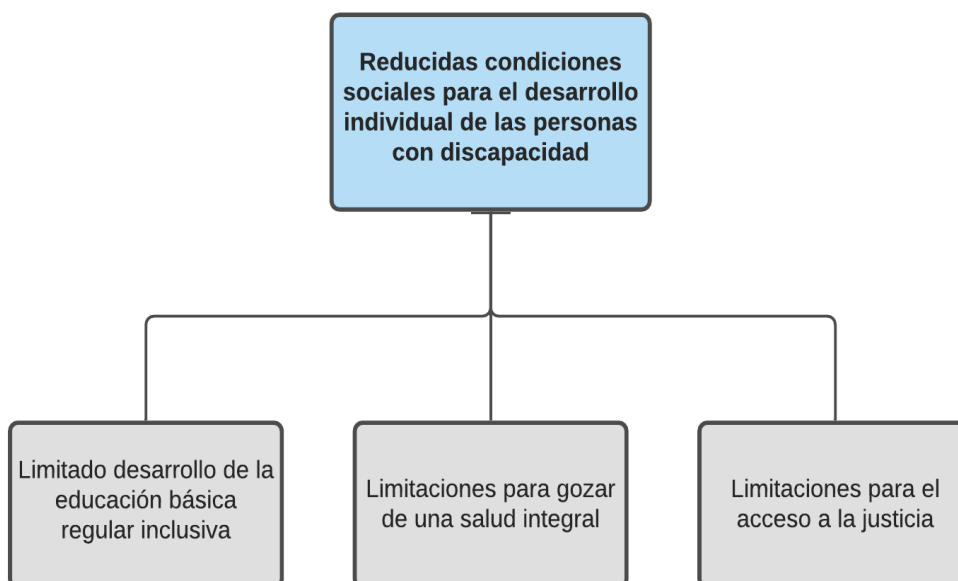 Reducidas condiciones
sociales para el desarrollo
individual de las personas
con discapacidad
Limitado desarrollo de la
educación básica
regular inclusiva
Limitaciones para gozar
de una salud integral
Limitaciones para el
acceso a la justicia